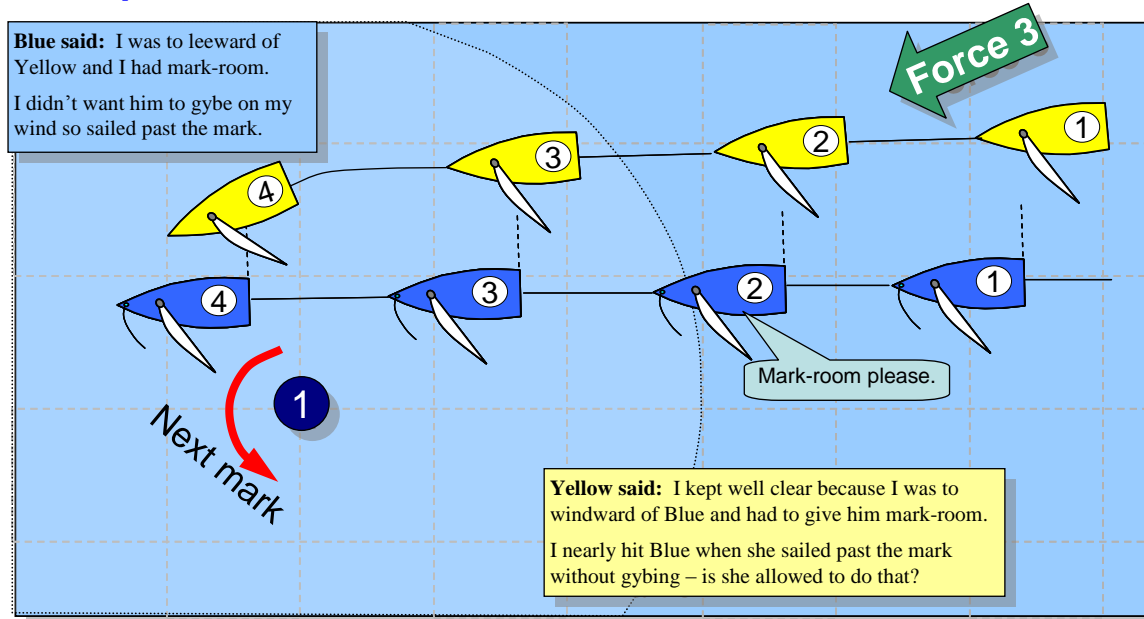 Blue said: I was to leeward of
Yellow and I had mark-room.
I didn't want him to gybe on my
wind so sailed past the mark.
Force 3
1
2
3
4
4
3
2
1
Mark-room please.
1
Next mark
Yellow said: I kept well clear because I was to
windward of Blue and had to give him mark-room.
I nearly hit Blue when she sailed past the mark
without gybing – is she allowed to do that?